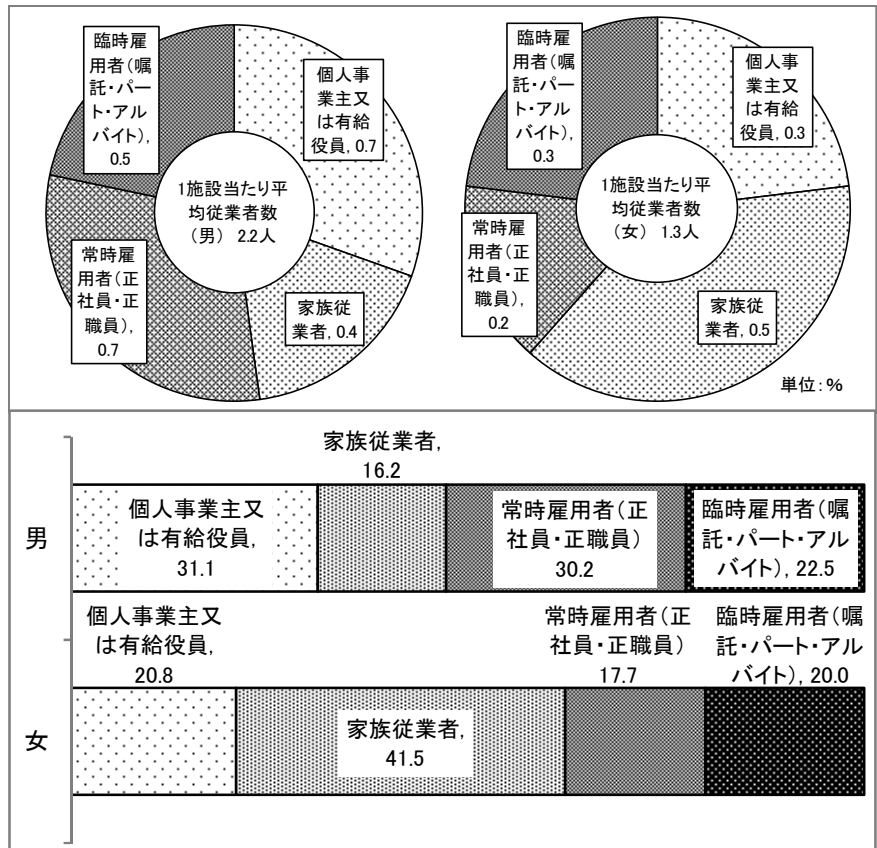 臨時雇
用者（嘱
託・パー
ト・アル
バイト），
0.5
個人事
業主又
は有給
役員，0.7
1施設当たり平
均従業者数
（男） 2.2人
常時雇
用者（正
社員・正
職員），
0.7
家族従
業者，0.4
臨時雇
用者（嘱
託・パー
ト・アル
バイト），
0.3
個人事
業主又
は有給
役員，0.3
1施設当たり平
均従業者数
（女） 1.3人
常時雇
用者（正
社員・正
職員），
0.2
家族従
業者，0.5
単位：％
男
個人事業主又
は有給役員，
31.1
家族従業者，
16.2
常時雇用者（正
社員・正職員）
30.2
臨時雇用者（嘱
託・パート・アル
バイト），22.5
女
個人事業主又
は有給役員，
20.8
家族従業者，
41.5
常時雇用者（正
社員・正職員）
17.7
臨時雇用者（嘱
託・パート・アル
バイト），20.0